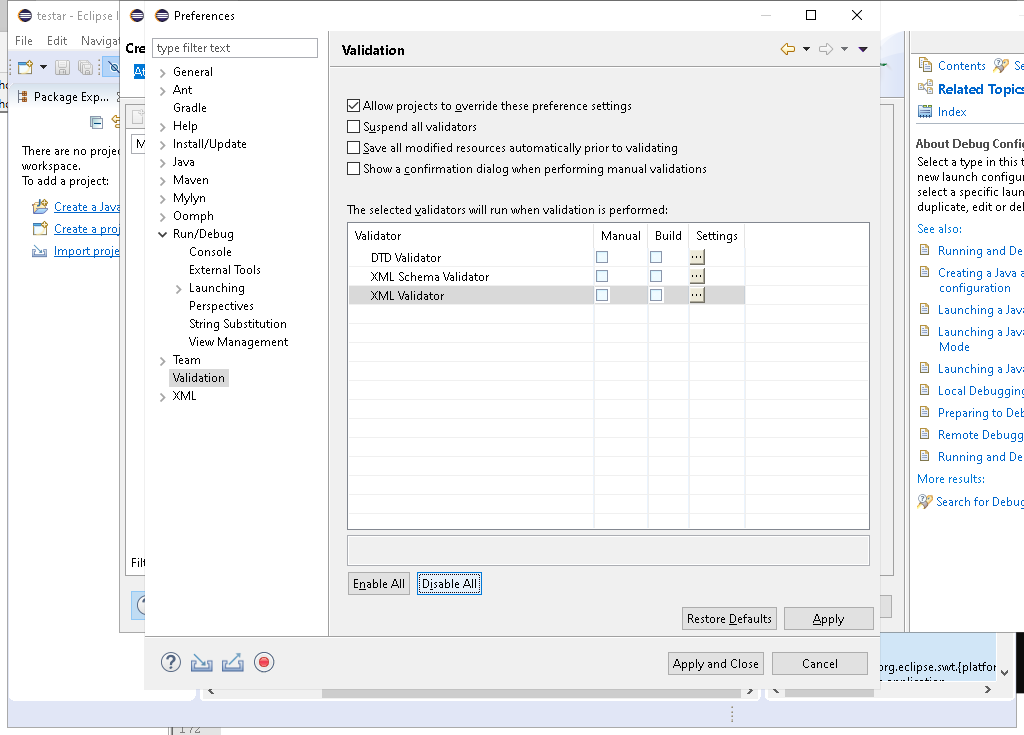 testar - Eclipse
File Edit Navigat
Package Exp...
There are no projec
workspace.
To add a project:
Create a Java
Create a proj
Import proje
Cre
M
Filt
Preferences
type filter text
General
Ant
Gradle
Help
Install/Update
Java
Maven
Mylyn
Oomph
Run/Debug
Console
External Tools
Launching
Perspectives
String Substitution
View Management
Team
Validation
XML
Validation
Allow projects to override these preference settings
Suspend all validators
Save all modified resources automatically prior to validating
Show a confirmation dialog when performing manual validations
The selected validators will run when validation is performed:
Validator Manual Build Settings
DTD Validator ...
XML Schema Validator ...
XML Validator ...
Enable All Disable All
Restore Defaults Apply
Apply and Close Cancel
Contents Se
Related Topics
Index
About Debug Config
Select a type in this t
new launch configur
select a specific laun
duplicate, edit or del
See also:
Running and De
Creating a Java a
configuration
Launching a Java
Launching a Java
Mode
Launching a Java
Local Debugging
Preparing to Deb
Remote Debugg
Running and De
More results:
Search for Debug
org.eclipse.swt.{platfor
application
172